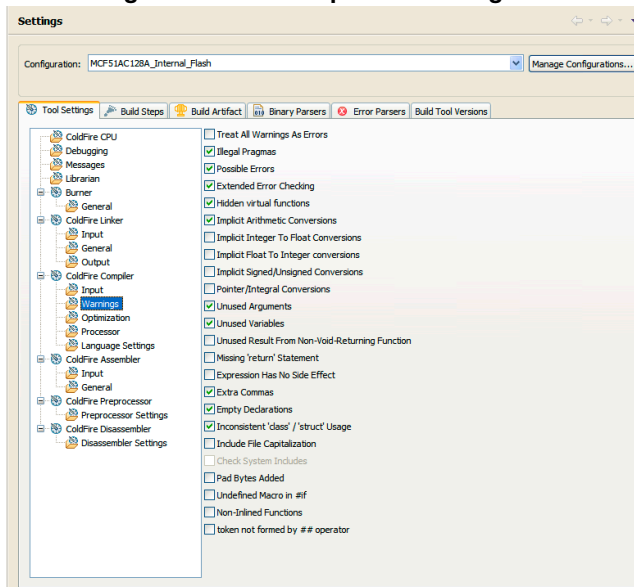 Settings
Configuration: MCF51AC128A_Internal_Flash Manage Configurations...
Tool Settings Build Steps Build Artifact Binary Parsers Error Parsers Build Tool Versions
ColdFire CPU
Debugging
Messages
Librarian
Burner
General
ColdFire Linker
Input
General
Output
ColdFire Compiler
Input
Warnings
Optimization
Processor
Language Settings
ColdFire Assembler
Input
General
ColdFire Preprocessor
Preprocessor Settings
ColdFire Disassembler
Disassembler Settings
Treat All Warnings As Errors
Illegal Pragmas
Possible Errors
Extended Error Checking
Hidden virtual functions
Implicit Arithmetic Conversions
Implicit Integer To Float Conversions
Implicit Float To Integer conversions
Implicit Signed/Unsigned Conversions
Pointer/Integral Conversions
Unused Arguments
Unused Variables
Unused Result From Non-Void-Returning Function
Missing 'return' Statement
Expression Has No Side Effect
Extra Commas
Empty Declarations
Inconsistent 'class' / 'struct' Usage
Include File Capitalization
Check System Includes
Pad Bytes Added
Undefined Macro in #if
Non-Inlined Functions
token not formed by ## operator